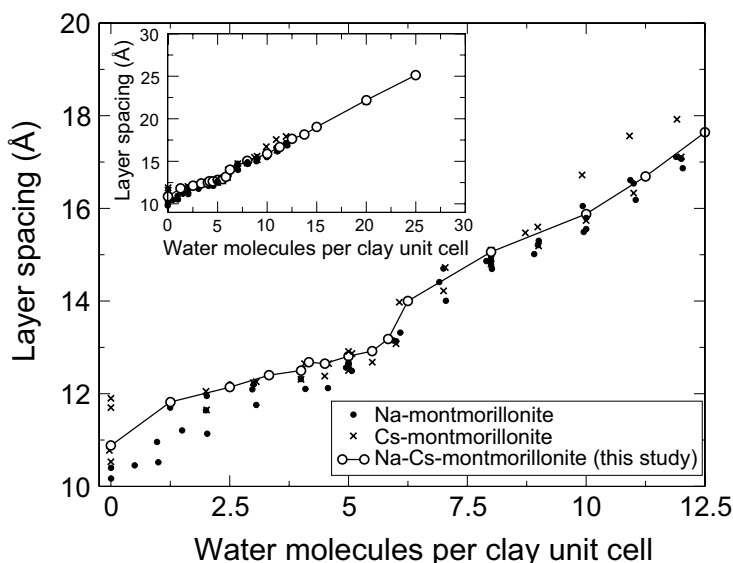 20
18
16
14
12
10
Layer spacing (Å)
30
25
20
15
10
Layer spacing (Å)
0 5 10 15 20 25 30
Water molecules per clay unit cell
Na-montmorillonite
Cs-montmorillonite
Na-Cs-montmorillonite (this study)
0 2.5 5 7.5 10 12.5
Water molecules per clay unit cell